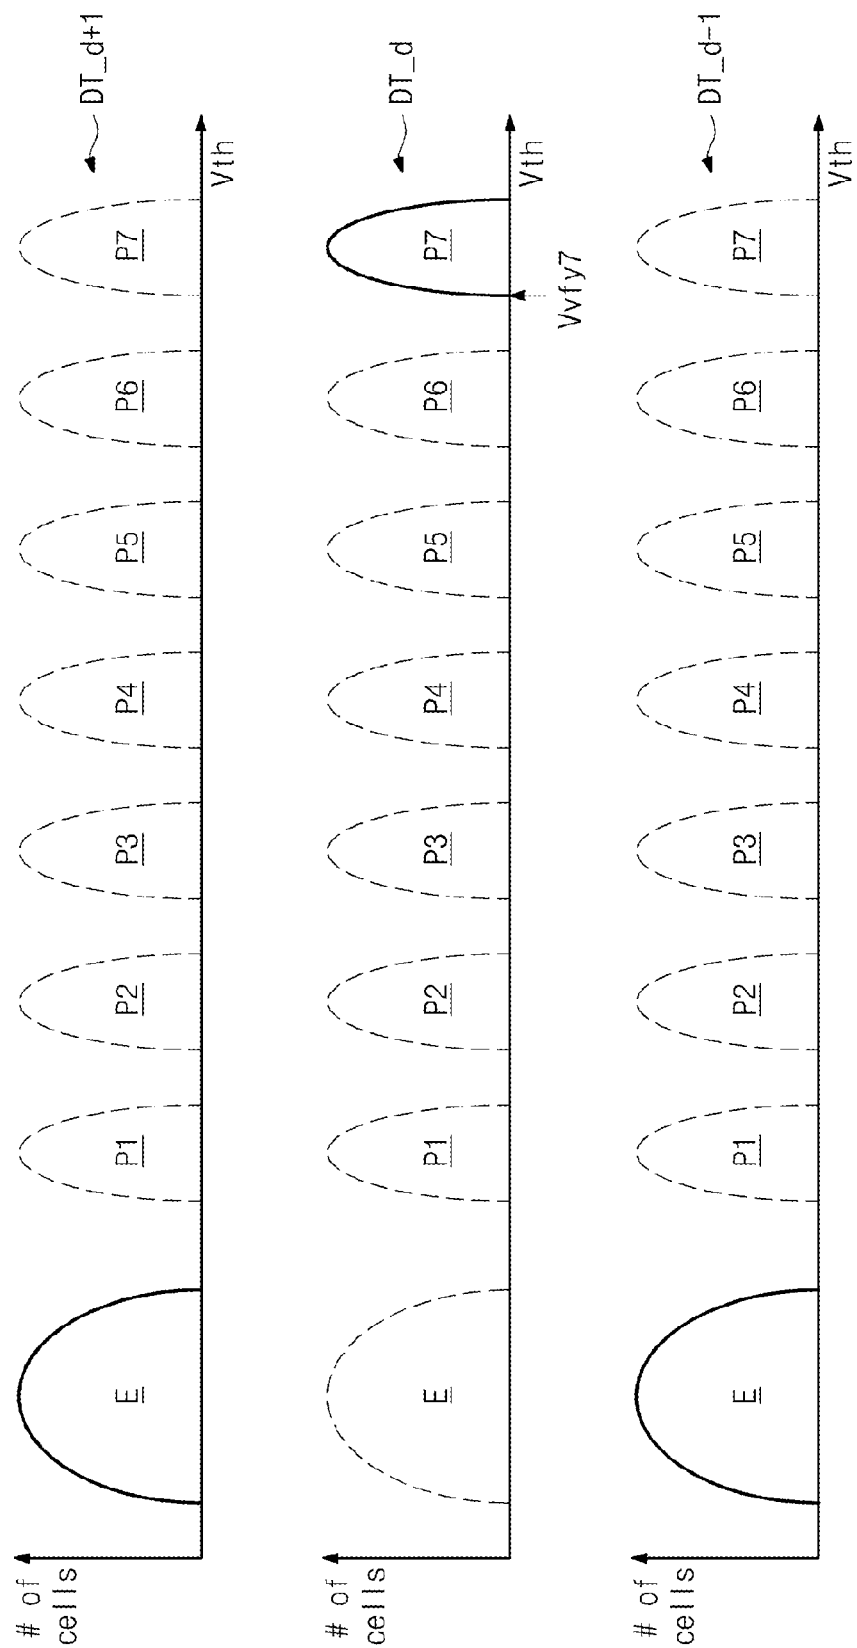 # of
cells
E
P1
P2
P3
P4
P5
P6
P7
Vth
DT_d+1
# of
cells
E
P1
P2
P3
P4
P5
P6
P7
Vvfy7
Vth
DT_d
# of
cells
E
P1
P2
P3
P4
P5
P6
P7
Vth
DT_d-1